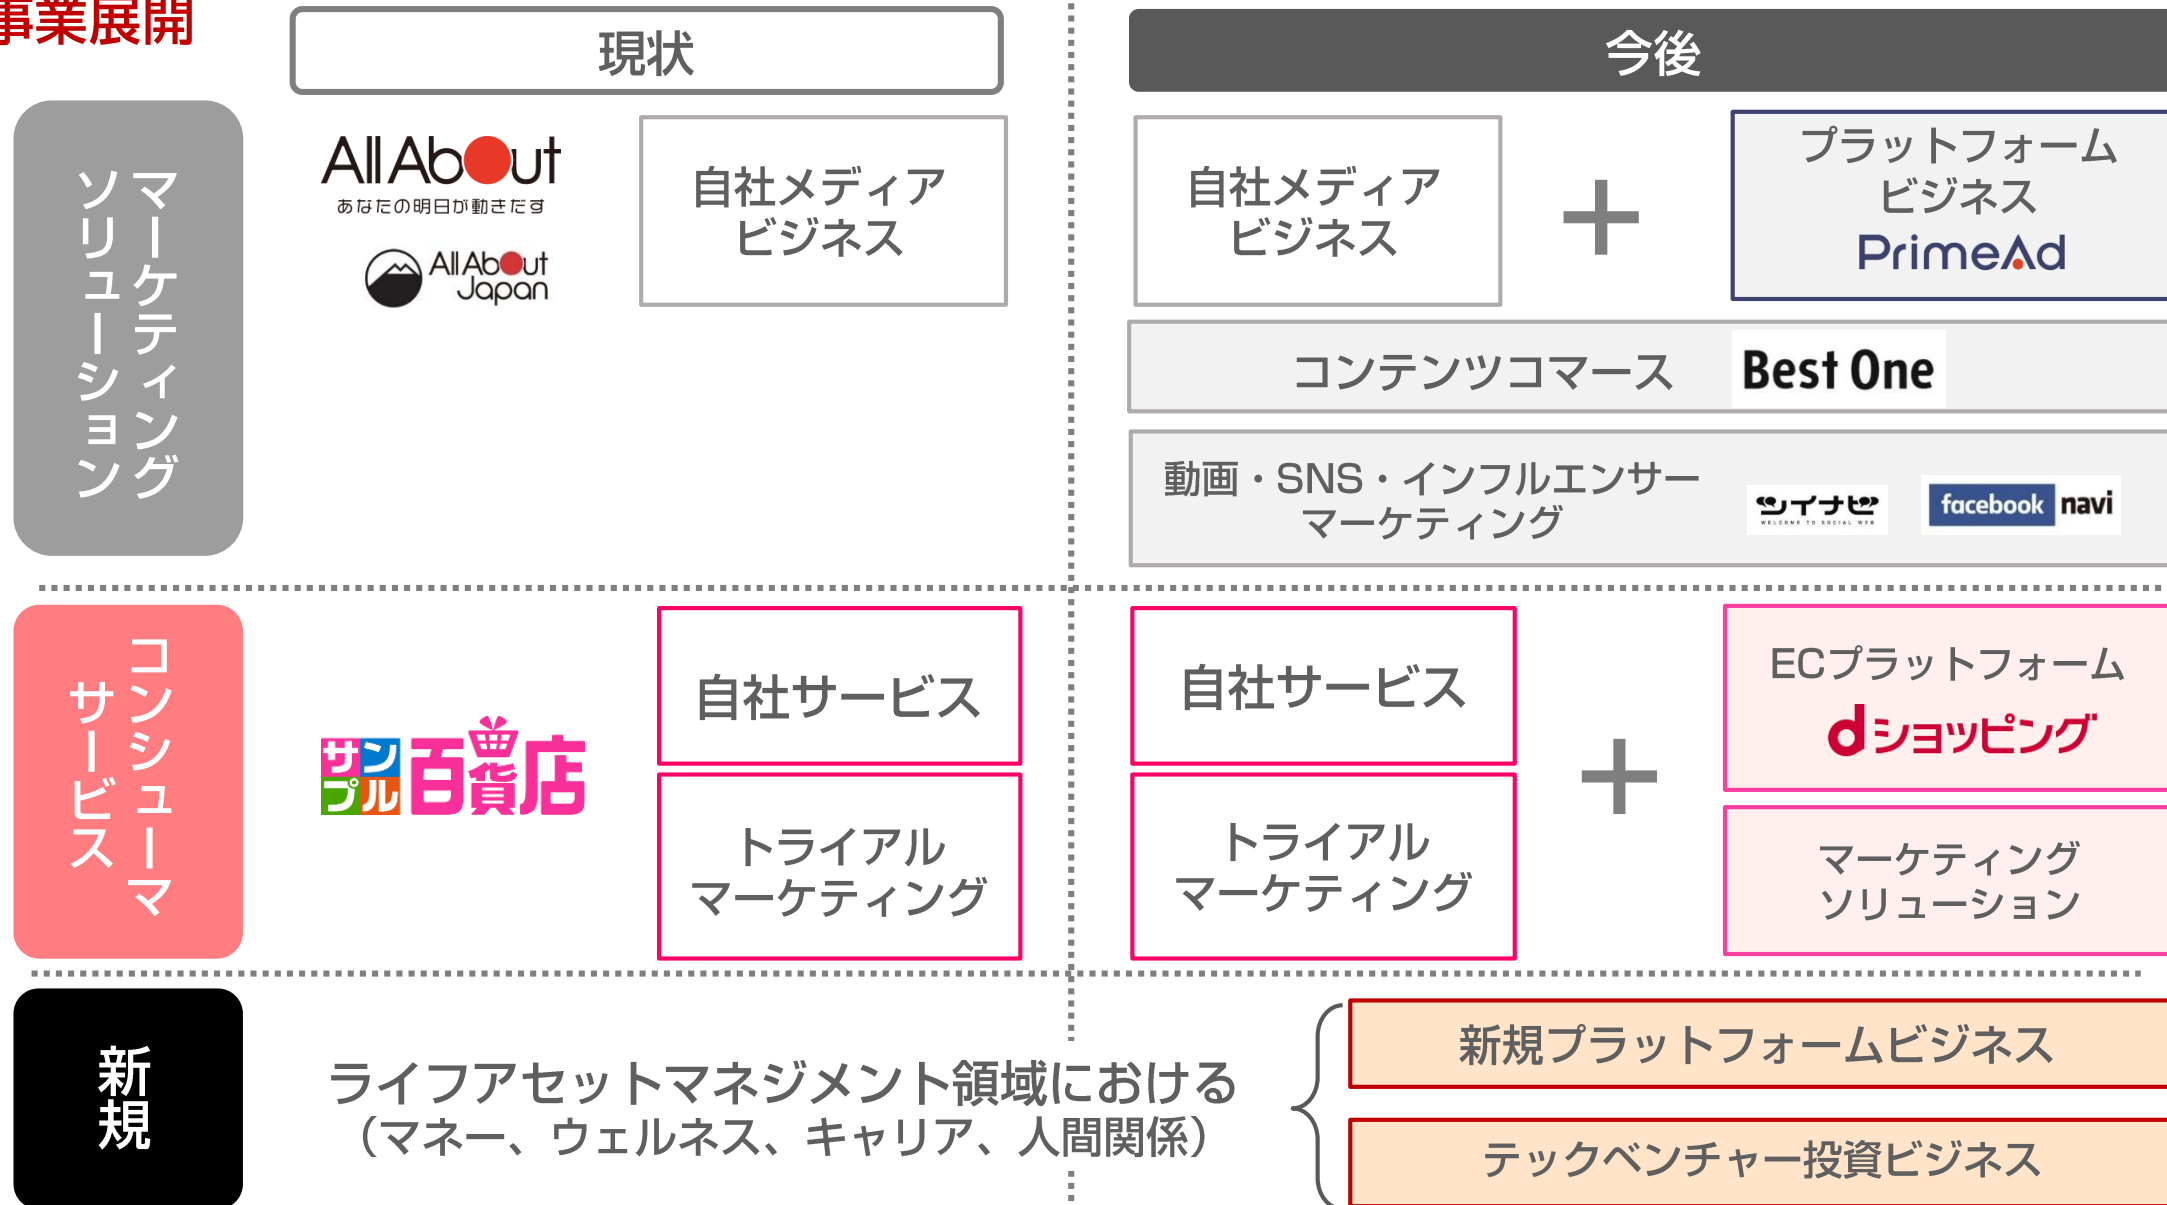 事業展開
現状
今後
マーケティング
ソリューション
All About
あなたの明日が動きだす
All About
Japan
自社メディア
ビジネス
自社メディア
ビジネス
+
プラットフォーム
ビジネス
PrimeAd
コンテンツコマース
Best One
動画・SNS・インフルエンサー
マーケティング
ツイナビ
WELCOME TO SOCIAL WEB
facebook navi
コンシューマ
サービス
サンプル百貨店
自社サービス
トライアル
マーケティング
自社サービス
トライアル
マーケティング
+
ECプラットフォーム
dショッピング
マーケティング
ソリューション
新規
ライフアセットマネジメント領域における
（マネー、ウェルネス、キャリア、人間関係）
新規プラットフォームビジネス
テックベンチャー投資ビジネス